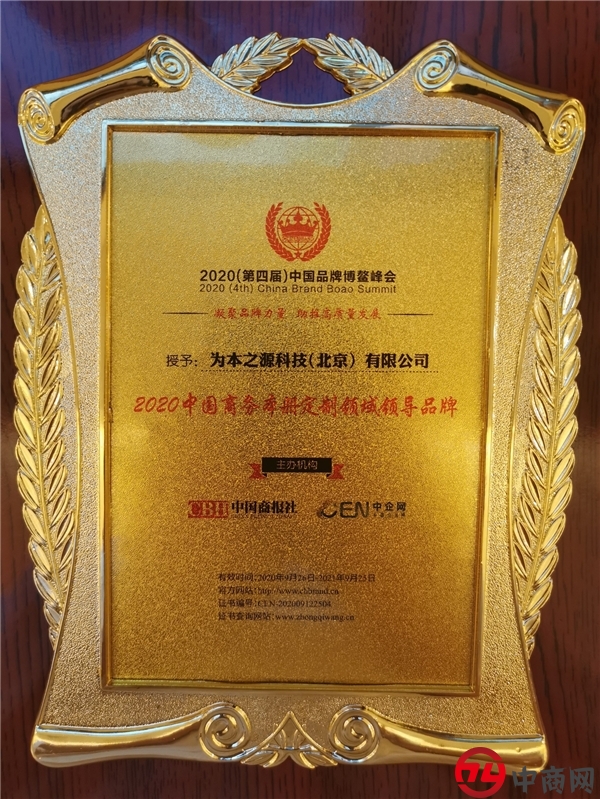 2020(第四届)中国品牌博鳌峰会
2020 (4th) China Brand Boao Summit
凝聚品牌力量 助推高质量发展
授予：为本之源科技(北京）有限公司
2020中国商务季册定制领域领导品牌
主办机构
CBH 中国商报社 CEN 中企网
有效时间:2020年9月26日-2021年9月25日
官方网站:http://www.chbrand.cn
证书编号:CEN-202009122504
证书查询网站:www.zhongqiwang.cn
中商网